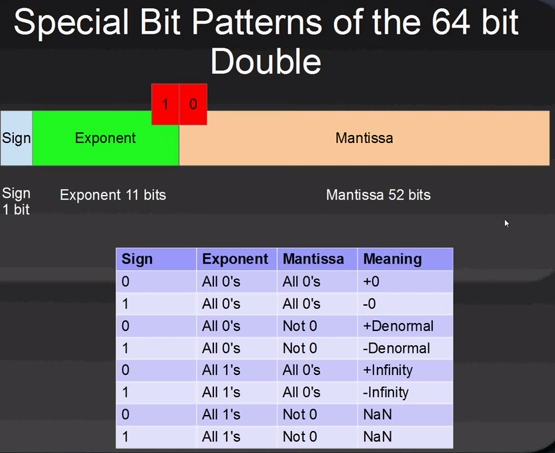 Special Bit Patterns of the 64 bit
Double
1 0
Sign Exponent Mantissa
Sign
1 bit
Exponent 11 bits
Mantissa 52 bits
Sign Exponent Mantissa Meaning
0 All 0's All 0's +0
1 All 0's All 0's -0
0 All 0's Not 0 +Denormal
1 All 0's Not 0 -Denormal
0 All 1's All 0's +Infinity
1 All 1's All 0's -Infinity
0 All 1's Not 0 NaN
1 All 1's Not 0 NaN